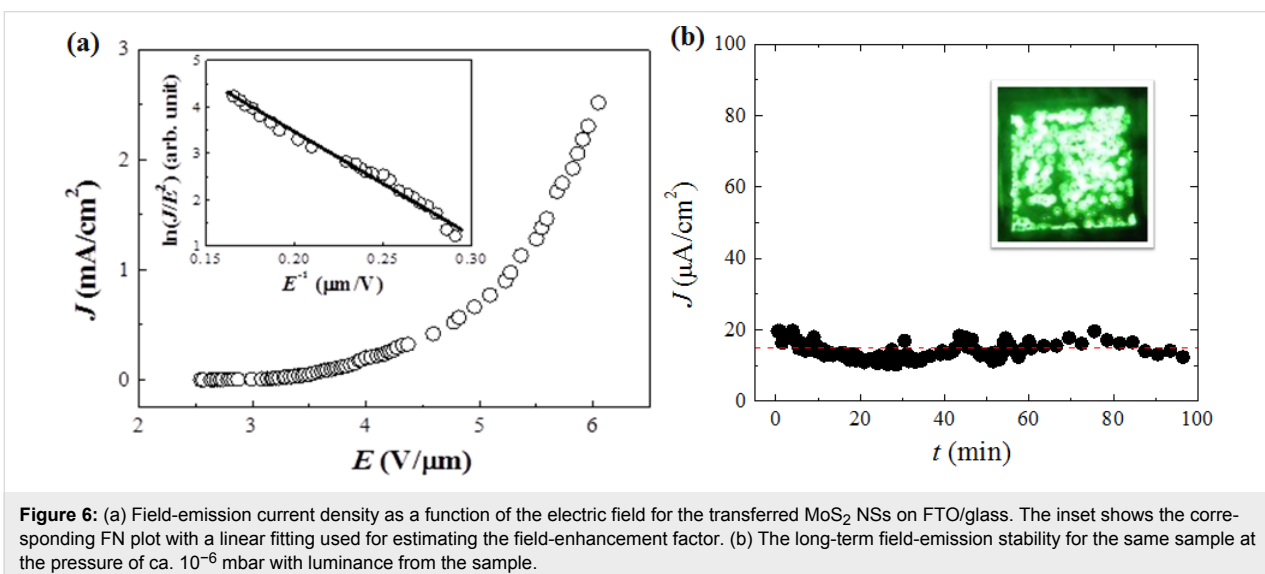 (a)
3
2
1
0
J (mA/cm²)
2 3 4 5 6
E (V/μm)
5
4
3
2
1
ln(J/E²) (arb. unit)
0.15 0.20 0.25 0.30
E⁻¹ (μm/V)
(b)
100
80
60
40
20
0
J (μA/cm²)
0 20 40 60 80 100
t (min)
Figure 6: (a) Field-emission current density as a function of the electric field for the transferred MoS₂ NSs on FTO/glass. The inset shows the corre-
sponding FN plot with a linear fitting used for estimating the field-enhancement factor. (b) The long-term field-emission stability for the same sample at
the pressure of ca. 10⁻⁶ mbar with luminance from the sample.